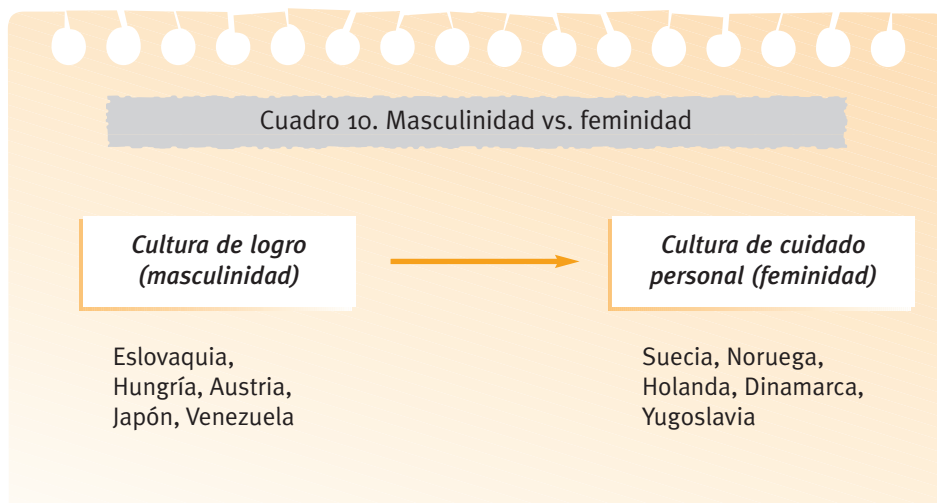 Cuadro 10. Masculinidad vs. feminidad
Cultura de logro
(masculinidad)
Eslovaquia,
Hungría, Austria,
Japón, Venezuela
Cultura de cuidado
personal (feminidad)
Suecia, Noruega,
Holanda, Dinamarca,
Yugoslavia